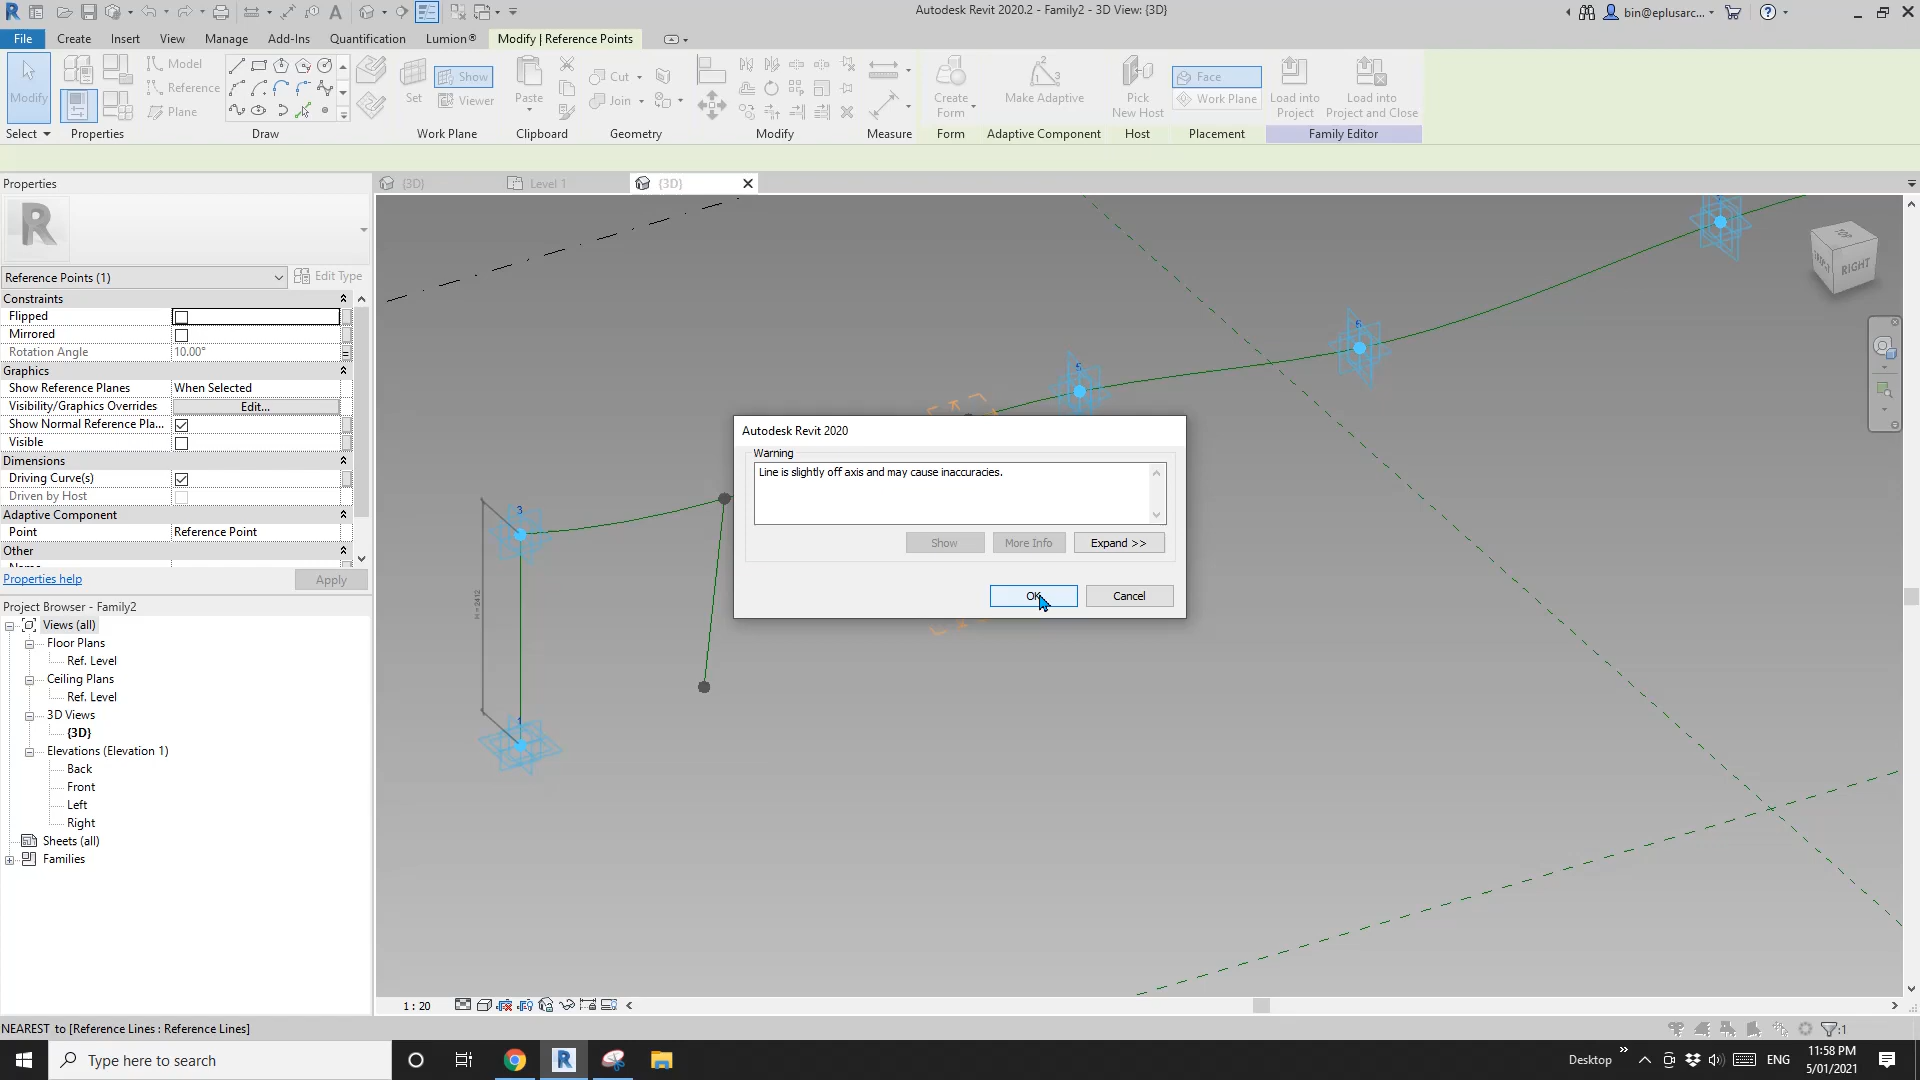 Autodesk Revit 2020.2 - Family2 - 3D View: {3D}
bin@eplusarc...
File Create Insert View Manage Add-Ins Quantification Collaborate Lumion® Modify | Reference Points
Modify
Select
Properties
Model
Reference
Plane
Draw
Set
Show
Viewer
Work Plane
Paste
Clipboard
Cut
Join
Geometry
Modify
Measure
Create
Form
Form
Make Adaptive
Adaptive Component
Pick
New Host
Host
Face
Work Plane
Placement
Load into
Project
Load into
Project and Close
Family Editor
Properties
{3D}
Level 1
{3D}
R
Reference Points (1)
Edit Type
Constraints
Flipped
Mirrored
Rotation Angle 10.00°
Graphics
Show Reference Planes When Selected
Visibility/Graphics Overrides Edit...
Show Normal Reference Pla...
Visible
Dimensions
Driving Curve(s)
Driven by Host
Adaptive Component
Point Reference Point
Other
Properties help
Apply
Project Browser - Family2
Views (all)
Floor Plans
Ref. Level
Ceiling Plans
Ref. Level
3D Views
{3D}
Elevations (Elevation 1)
Back
Front
Left
Right
Sheets (all)
Families
TOP
RIGHT
6
5
3
1
H = 2412
Autodesk Revit 2020
Warning
Line is slightly off axis and may cause inaccuracies.
Show
More Info
Expand >>
OK
Cancel
1 : 20
NEAREST to [Reference Lines : Reference Lines]
:1
Type here to search
Desktop
ENG
11:58 PM
5/01/2021